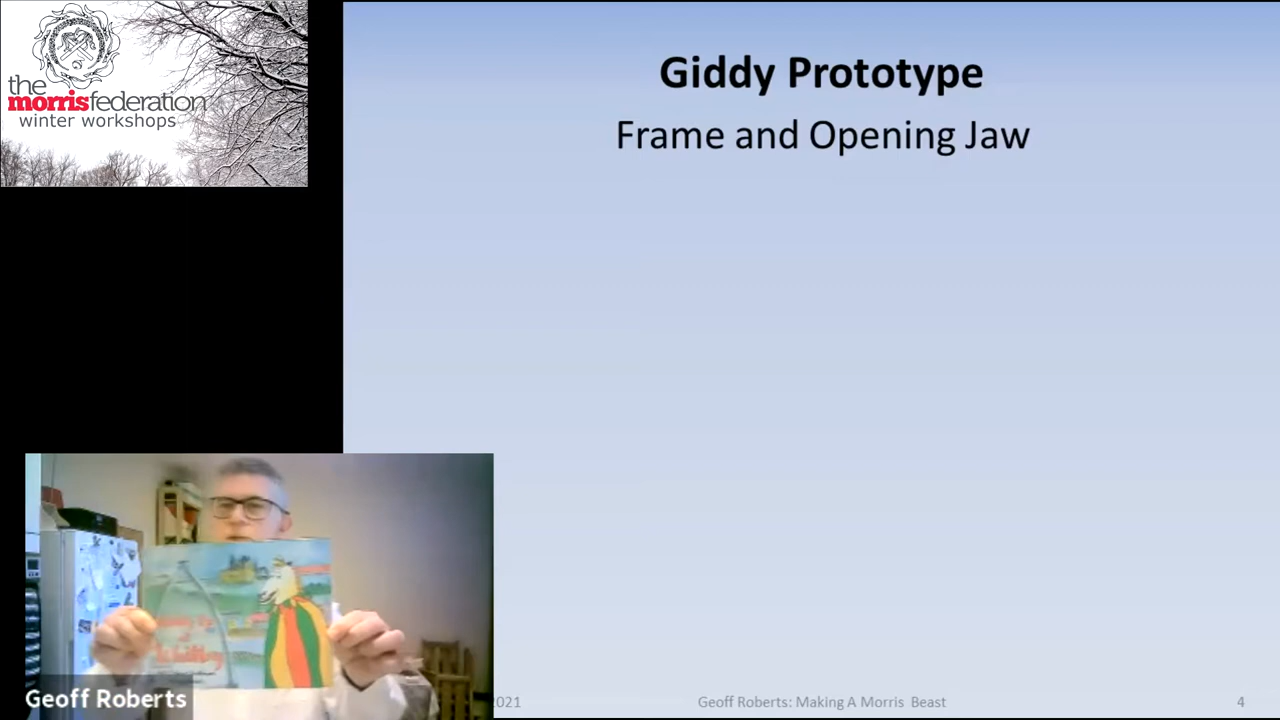 the
morrisfederation
winter workshops
Giddy Prototype
Frame and Opening Jaw
Whitby
Geoff Roberts
2021
Geoff Roberts: Making A Morris Beast
4